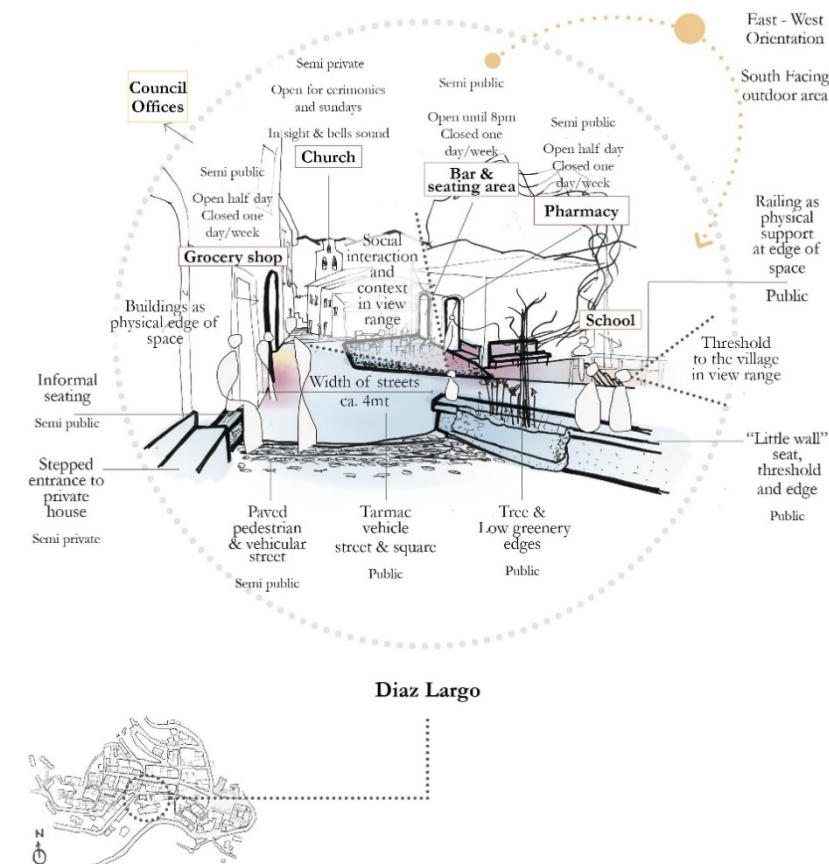 East - West
Orientation
South Facing
outdoor area
Council
Offices
Semi private
Open for cerimonies
and sundays
In sight & bells sound
Church
Semi public
Open until 8pm
Closed one
day/week
Bar &
seating area
Semi public
Open half day
Closed one
day/week
Pharmacy
Semi public
Open half day
Closed one
day/week
Grocery shop
Social
interaction
and
context
in view
range
Railing as
physical
support
at edge of
space
Public
Buildings as
physical edge of
space
School
Threshold
to the village
in view range
Width of streets
ca. 4mt
Informal
seating
Semi public
Stepped
entrance to
private
house
Semi private
"Little wall"
seat,
threshold
and edge
Public
Paved
pedestrian
& vehicular
street
Semi public
Tarmac
vehicle
street & square
Public
Tree &
Low greenery
edges
Public
Diaz Largo
N